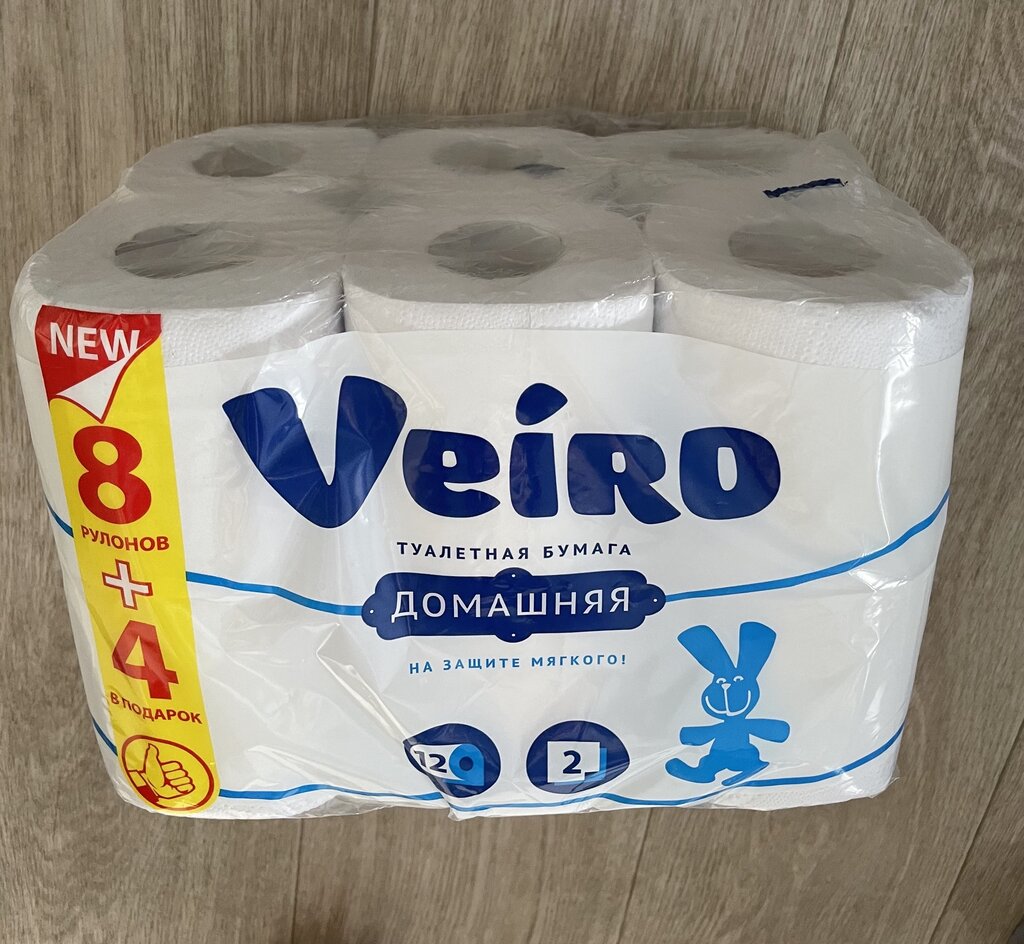 NEW
8
РУЛОНОВ
+
4
В ПОДАРОК
Veiro
ТУАЛЕТНАЯ БУМАГА
ДОМАШНЯЯ
НА ЗАЩИТЕ МЯГКОГО!
12
2